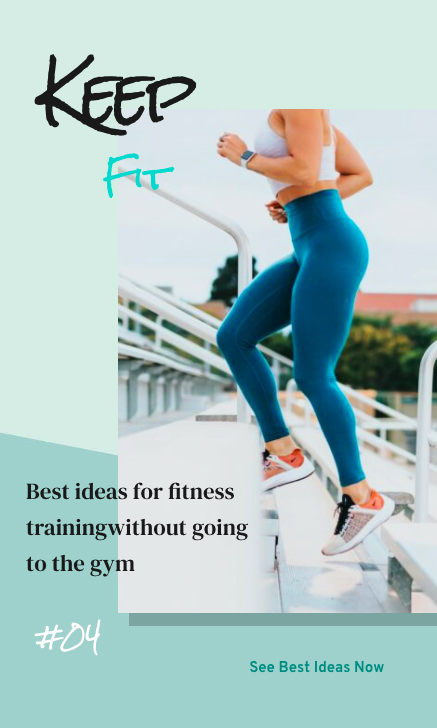 KEEP
FIT
Best ideas for fitness
trainingwithout going
to the gym
#04
See Best Ideas Now